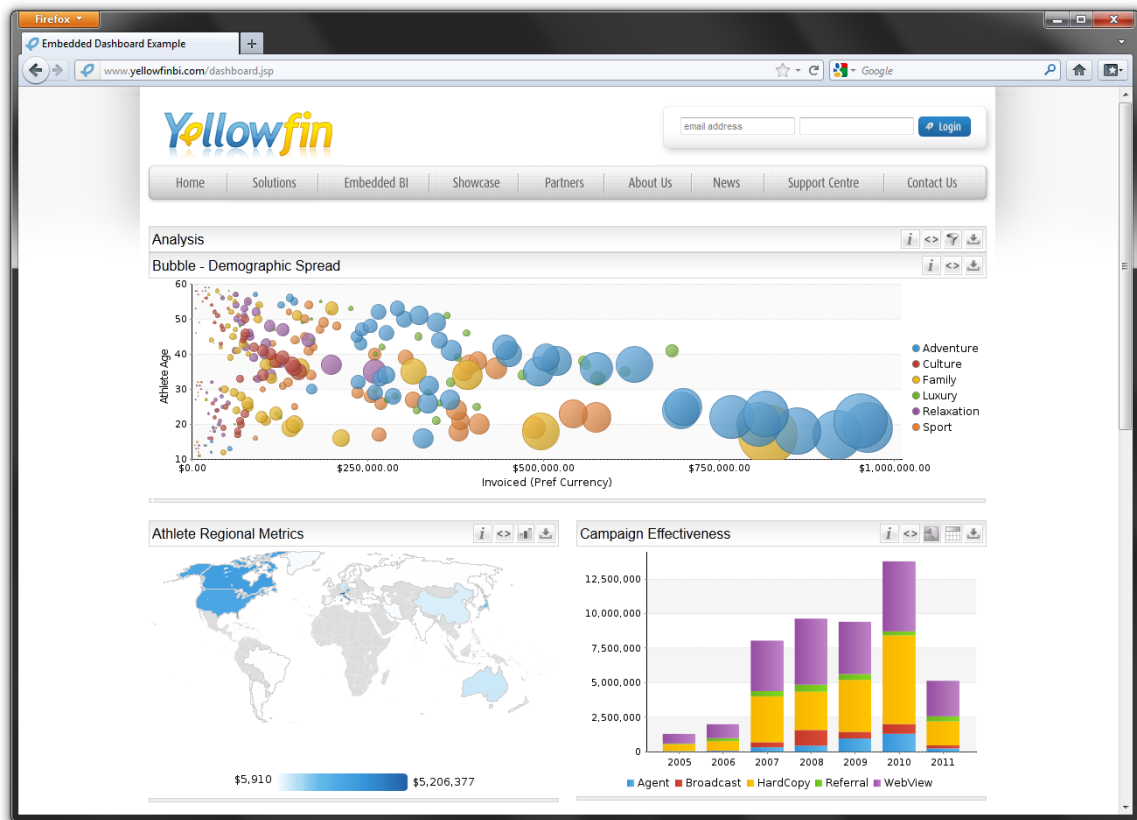 Firefox
Embedded Dashboard Example
www.yellowfinbi.com/dashboard.jsp
Google
Yellowfin
email address
Login
Home Solutions Embedded BI Showcase Partners About Us News Support Centre Contact Us
Analysis
Bubble - Demographic Spread
60
50
40
30
20
10
Athlete Age
$0.00 $250,000.00 $500,000.00 $750,000.00 $1,000,000.00
Invoiced (Pref Currency)
Adventure
Culture
Family
Luxury
Relaxation
Sport
Athlete Regional Metrics
$5,910 $5,206,377
Campaign Effectiveness
12,500,000
10,000,000
7,500,000
5,000,000
2,500,000
0
2005 2006 2007 2008 2009 2010 2011
Agent Broadcast HardCopy Referral WebView